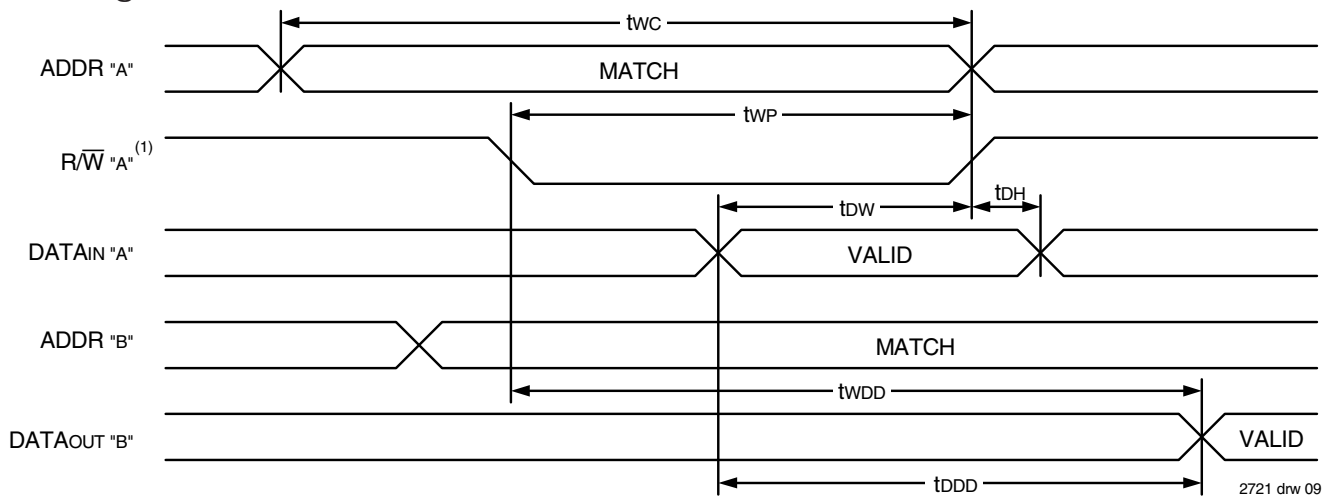 tWC
ADDR "A"
MATCH
tWP
R/W̅ "A"(1)
tDW
tDH
DATAIN "A"
VALID
ADDR "B"
MATCH
tWDD
DATAOUT "B"
VALID
tDDD
2721 drw 09